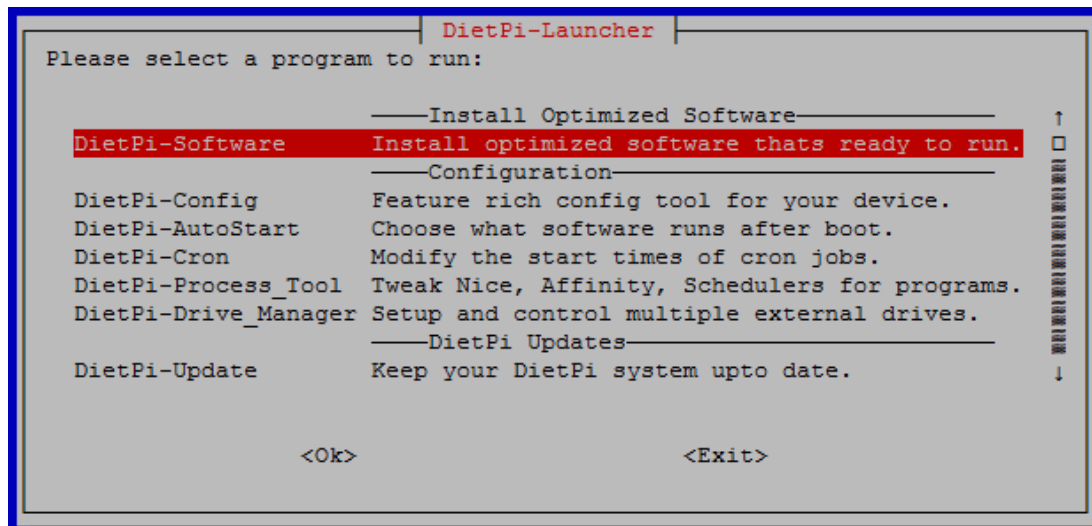 DietPi-Launcher
Please select a program to run:
Install Optimized Software
DietPi-Software Install optimized software thats ready to run.
Configuration
DietPi-Config Feature rich config tool for your device.
DietPi-AutoStart Choose what software runs after boot.
DietPi-Cron Modify the start times of cron jobs.
DietPi-Process_Tool Tweak Nice, Affinity, Schedulers for programs.
DietPi-Drive_Manager Setup and control multiple external drives.
DietPi Updates
DietPi-Update Keep your DietPi system upto date.
<Ok> <Exit>